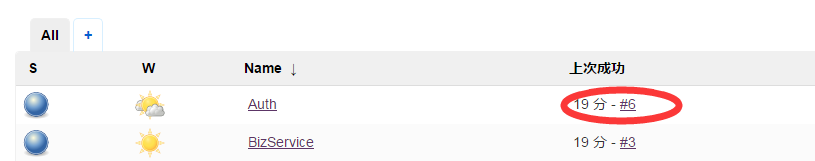 All +
S W Name ↓ 上次成功
Auth 19 分 - #6
BizService 19 分 - #3